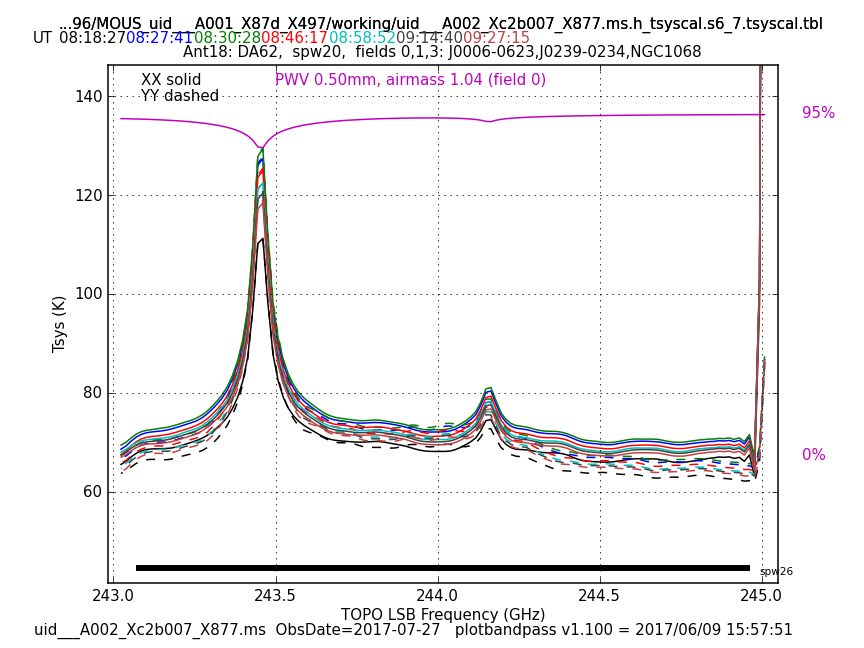 ...96/MOUS_uid___A001_X87d_X497/working/uid___A002_Xc2b007_X877.ms.h_tsyscal.s6_7.tsyscal.tbl
UT 08:18:27 08:27:41 08:30:28 08:46:17 08:58:52 09:14:40 09:27:15
Ant18: DA62, spw20, fields 0,1,3: J0006-0623,J0239-0234,NGC1068
XX solid
PWV 0.50mm, airmass 1.04 (field 0)
YY dashed
140
120
100
80
60
95%
0%
Tsys (K)
spw26
243.0 243.5 244.0 244.5 245.0
TOPO LSB Frequency (GHz)
uid___A002_Xc2b007_X877.ms ObsDate=2017-07-27 plotbandpass v1.100 = 2017/06/09 15:57:51